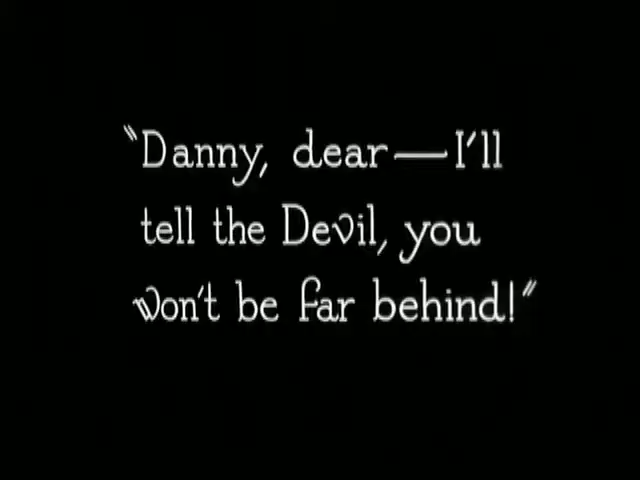 "Danny, dear—I'll
tell the Devil, you
won't be far behind!"